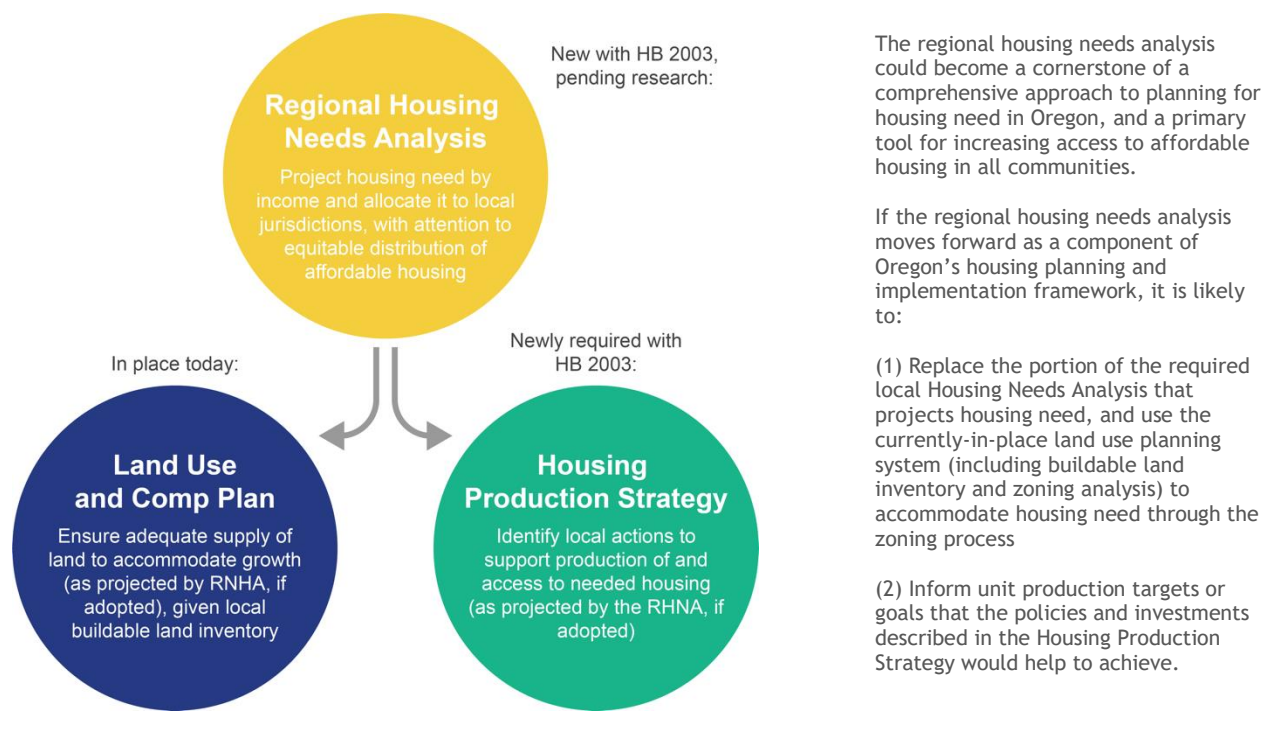 New with HB 2003,
pending research:
Regional Housing
Needs Analysis
Project housing need by
income and allocate it to local
jurisdictions, with attention to
equitable distribution of
affordable housing
In place today:
Land Use
and Comp Plan
Ensure adequate supply of
land to accommodate growth
(as projected by RNHA, if
adopted), given local
buildable land inventory
Newly required with
HB 2003:
Housing
Production Strategy
Identify local actions to
support production of and
access to needed housing
(as projected by the RHNA, if
adopted)
The regional housing needs analysis
could become a cornerstone of a
comprehensive approach to planning for
housing need in Oregon, and a primary
tool for increasing access to affordable
housing in all communities.
If the regional housing needs analysis
moves forward as a component of
Oregon’s housing planning and
implementation framework, it is likely
to:
(1) Replace the portion of the required
local Housing Needs Analysis that
projects housing need, and use the
currently-in-place land use planning
system (including buildable land
inventory and zoning analysis) to
accommodate housing need through the
zoning process
(2) Inform unit production targets or
goals that the policies and investments
described in the Housing Production
Strategy would help to achieve.